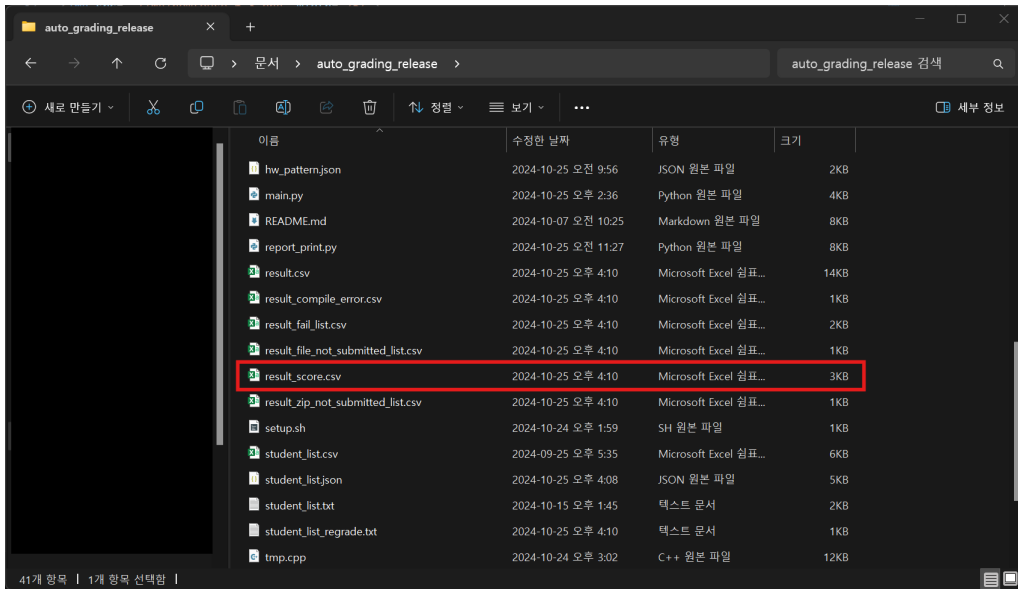 auto_grading_release
문서 > auto_grading_release >
auto_grading_release 검색
새로 만들기
정렬
보기
세부 정보
이름 수정한 날짜 유형 크기
hw_pattern.json 2024-10-25 오전 9:56 JSON 원본 파일 2KB
main.py 2024-10-25 오후 2:36 Python 원본 파일 4KB
README.md 2024-10-07 오전 10:25 Markdown 원본 파일 8KB
report_print.py 2024-10-25 오전 11:27 Python 원본 파일 8KB
result.csv 2024-10-25 오후 4:10 Microsoft Excel 쉼표... 14KB
result_compile_error.csv 2024-10-25 오후 4:10 Microsoft Excel 쉼표... 1KB
result_fail_list.csv 2024-10-25 오후 4:10 Microsoft Excel 쉼표... 2KB
result_file_not_submitted_list.csv 2024-10-25 오후 4:10 Microsoft Excel 쉼표... 1KB
result_score.csv 2024-10-25 오후 4:10 Microsoft Excel 쉼표... 3KB
result_zip_not_submitted_list.csv 2024-10-25 오후 4:10 Microsoft Excel 쉼표... 1KB
setup.sh 2024-10-24 오후 1:59 SH 원본 파일 1KB
student_list.csv 2024-09-25 오후 5:35 Microsoft Excel 쉼표... 6KB
student_list.json 2024-10-25 오후 4:08 JSON 원본 파일 5KB
student_list.txt 2024-10-15 오후 1:45 텍스트 문서 2KB
student_list_regrade.txt 2024-10-25 오후 4:10 텍스트 문서 1KB
tmp.cpp 2024-10-24 오후 3:02 C++ 원본 파일 12KB
41개 항목 | 1개 항목 선택함 |